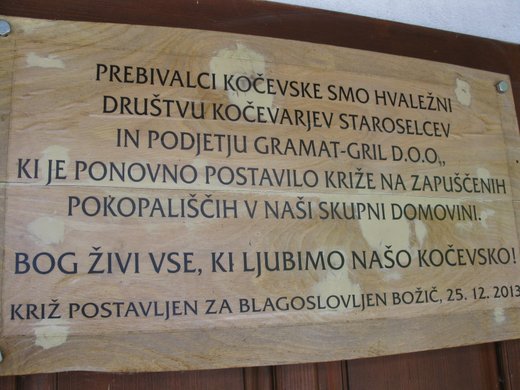 PREBIVALCI KOČEVSKE SMO HVALEŽNI
DRUŠTVU KOČEVARJEV STAROSELCEV
IN PODJETJU GRAMAT-GRIL D.O.O,,
KI JE PONOVNO POSTAVILO KRIŽE NA ZAPUŠČENIH
POKOPALIŠČIH V NAŠI SKUPNI DOMOVINI.
BOG ŽIVI VSE, KI LJUBIMO NAŠO KOČEVSKO!
KRIŽ POSTAVLJEN ZA BLAGOSLOVLJEN BOŽIČ, 25. 12. 2013